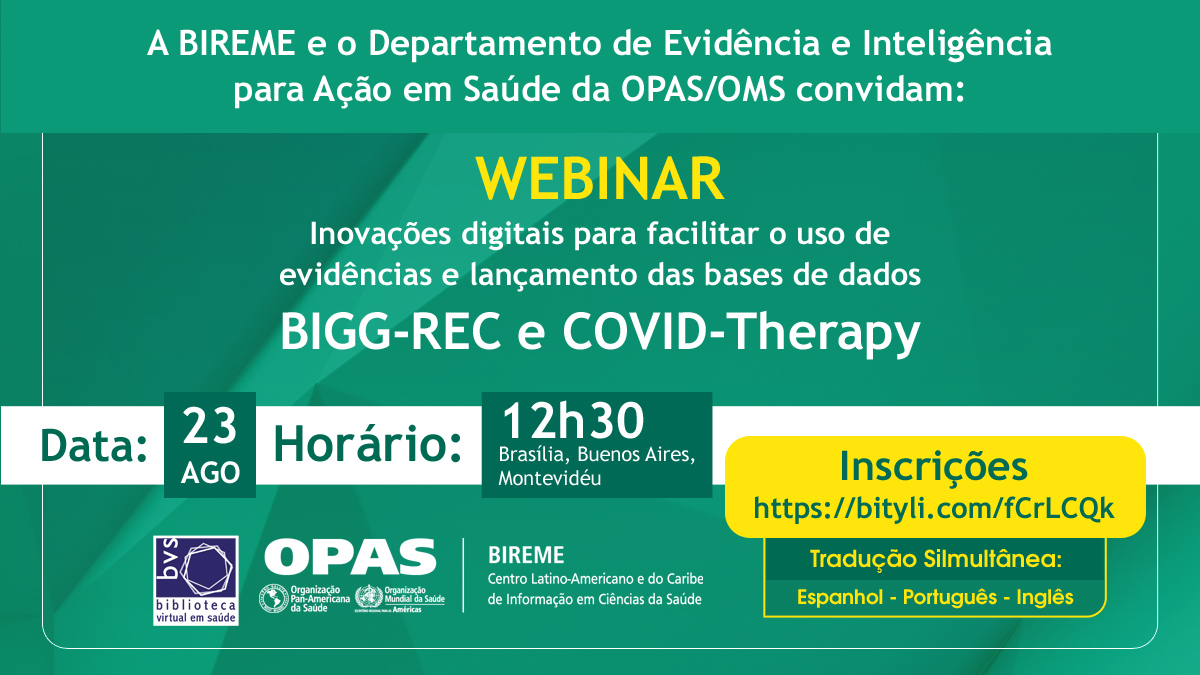 A BIREME e o Departamento de Evidência e Inteligência
para Ação em Saúde da OPAS/OMS convidam:
WEBINAR
Inovações digitais para facilitar o uso de
evidências e lançamento das bases de dados
BIGG-REC e COVID-Therapy
Data:
23
AGO
Horário:
12h30
Brasília, Buenos Aires,
Montevidéu
Inscrições
https://bityli.com/fCrLCQk
Tradução Silmultânea:
Espanhol - Português - Inglês
bvs
biblioteca
virtual em saúde
OPAS
Organização
Pan-Americana
da Saúde
Organização
Mundial da Saúde
Américas
BIREME
Centro Latino-Americano e do Caribe
de Informação em Ciências da Saúde